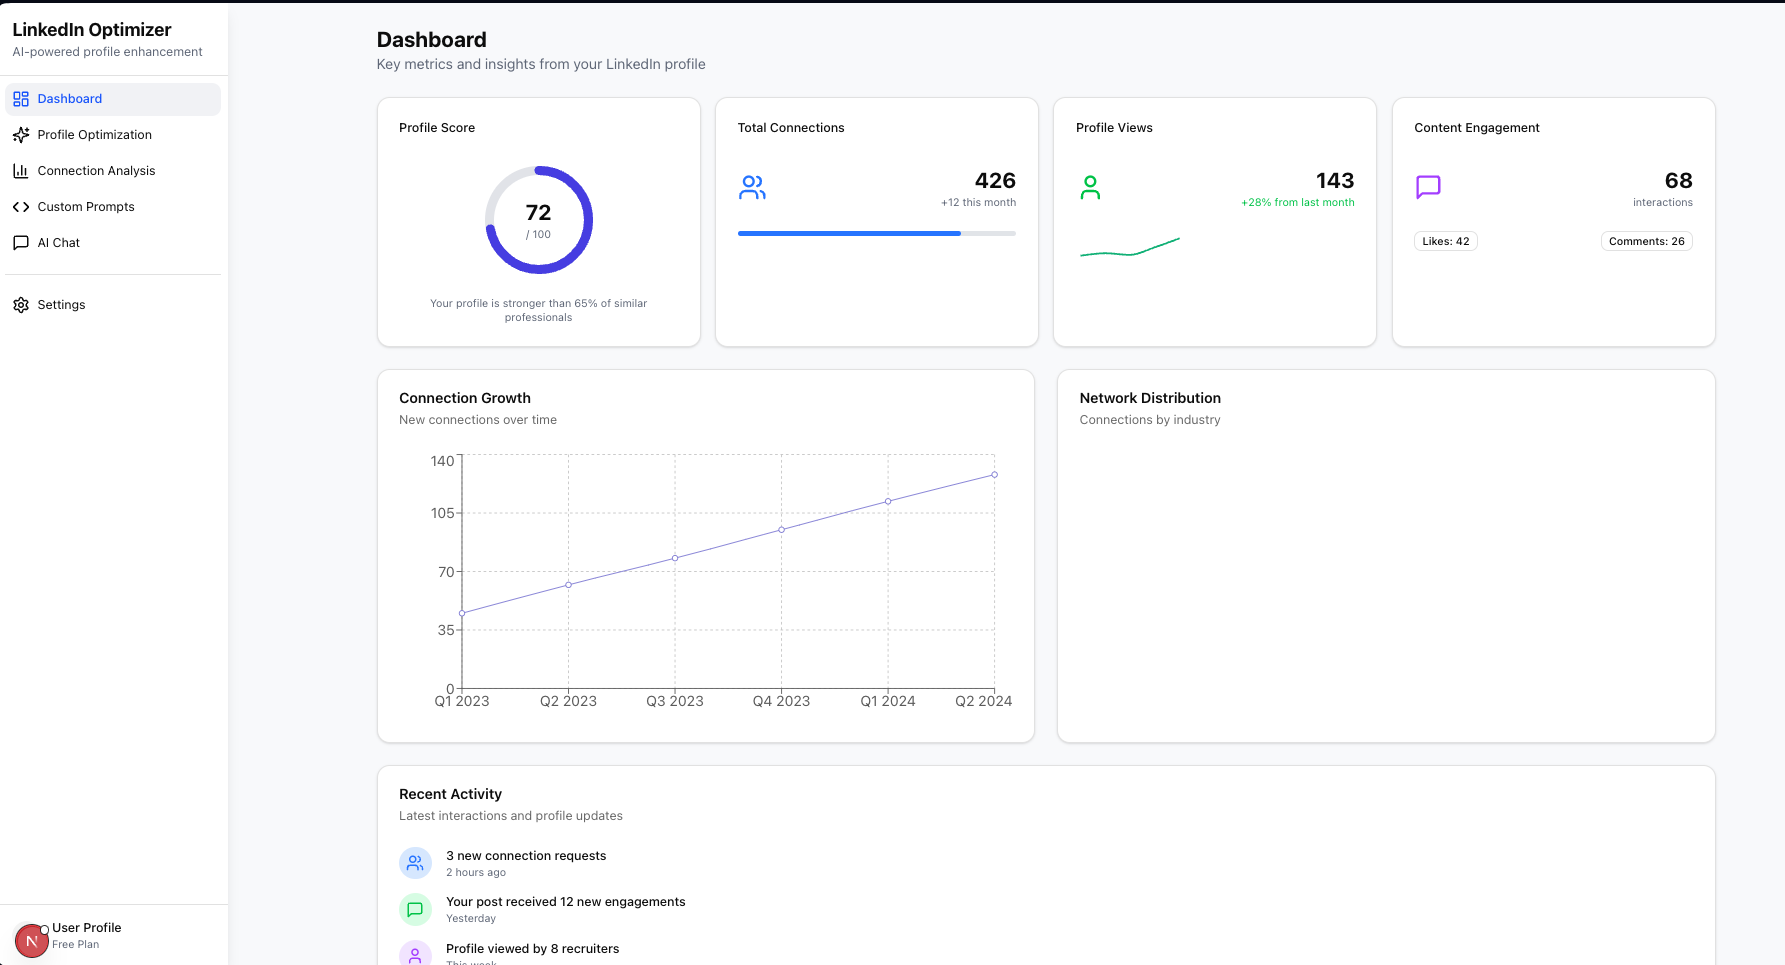 LinkedIn Optimizer
AI-powered profile enhancement
Dashboard
Profile Optimization
Connection Analysis
Custom Prompts
AI Chat
Settings
N
User Profile
Free Plan
Dashboard
Key metrics and insights from your LinkedIn profile
Profile Score
72
/ 100
Your profile is stronger than 65% of similar
professionals
Total Connections
426
+12 this month
Profile Views
143
+28% from last month
Content Engagement
68
interactions
Likes: 42
Comments: 26
Connection Growth
New connections over time
140
105
70
35
0
Q1 2023
Q2 2023
Q3 2023
Q4 2023
Q1 2024
Q2 2024
Network Distribution
Connections by industry
Recent Activity
Latest interactions and profile updates
3 new connection requests
2 hours ago
Your post received 12 new engagements
Yesterday
Profile viewed by 8 recruiters
This week